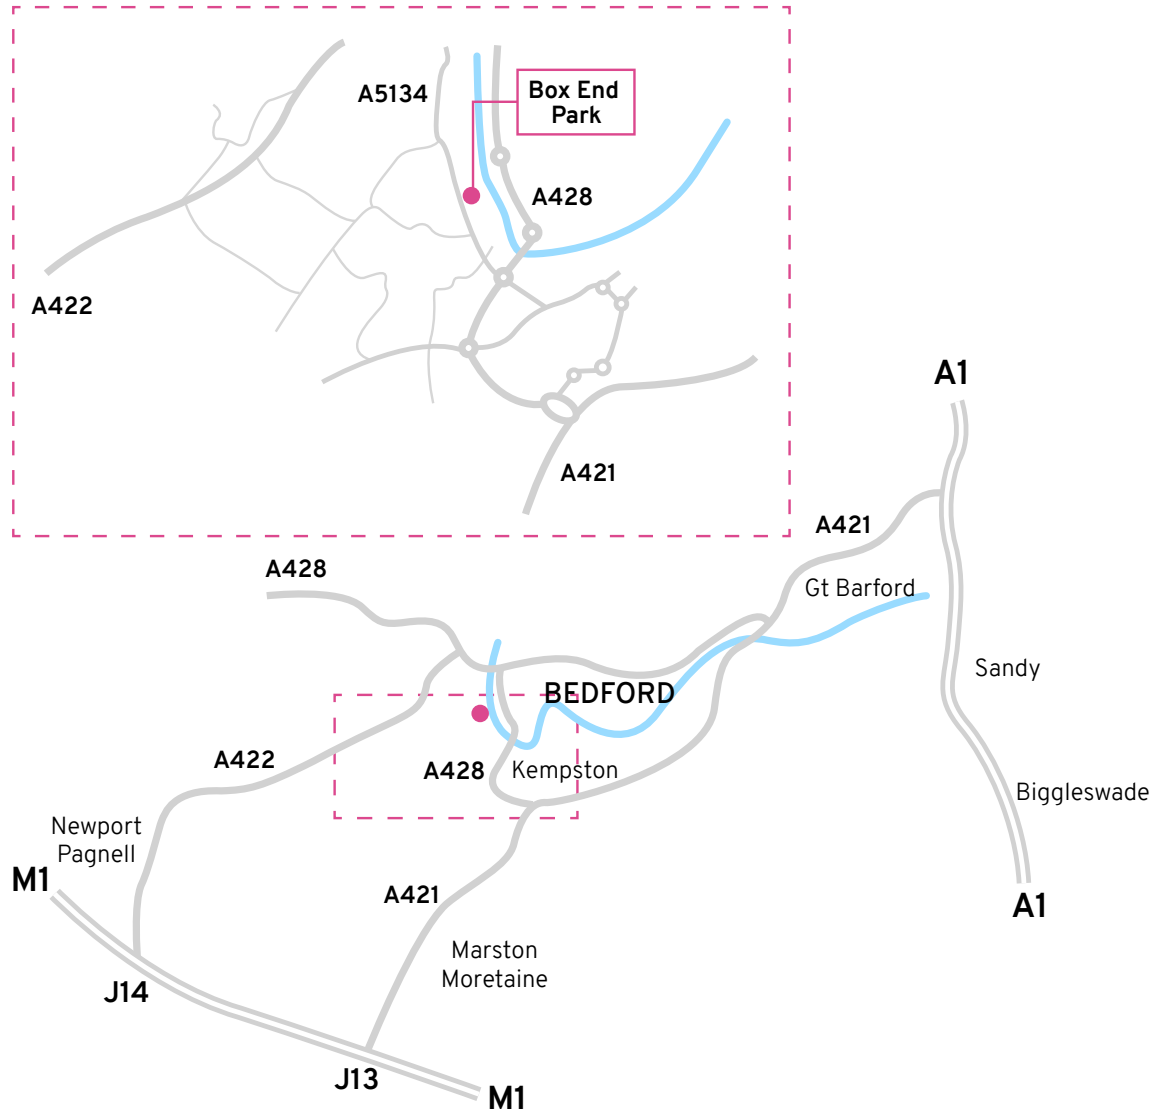 A5134
Box End
Park
A428
A422
A421
A1
A421
A428
Gt Barford
Sandy
BEDFORD
A422
A428
Kempston
Biggleswade
Newport
Pagnell
M1
A421
A1
Marston
Moretaine
J14
J13
M1